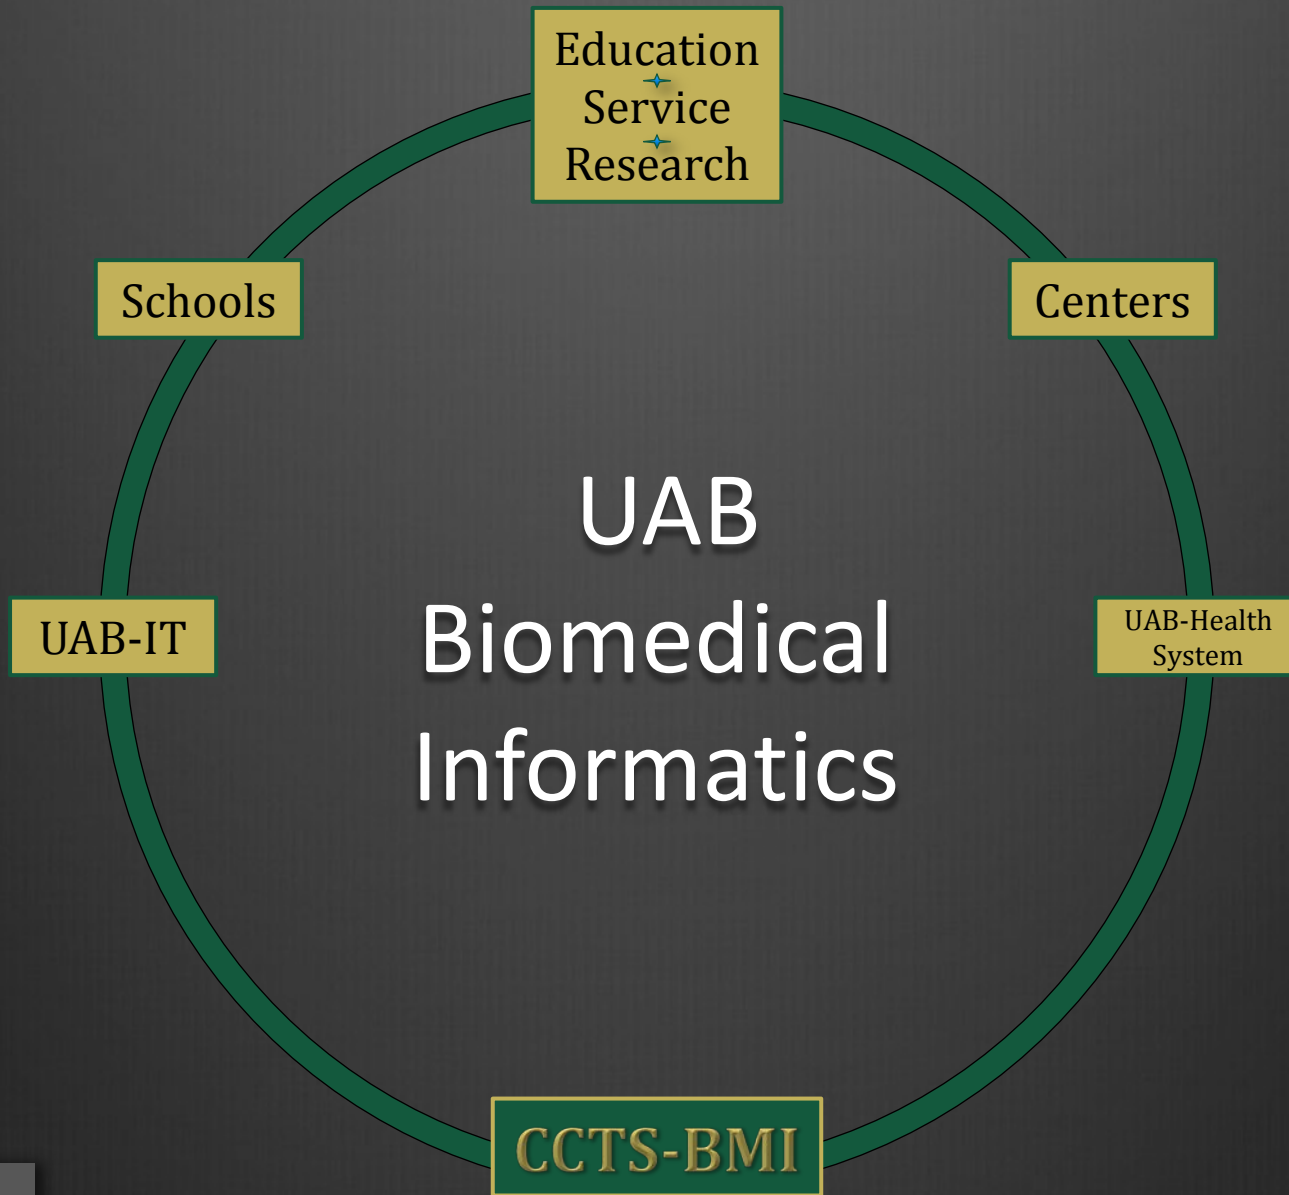 Education
Service
Research
Schools
Centers
UAB
Biomedical
Informatics
UAB-IT
UAB-Health
System
CCTS-BMI